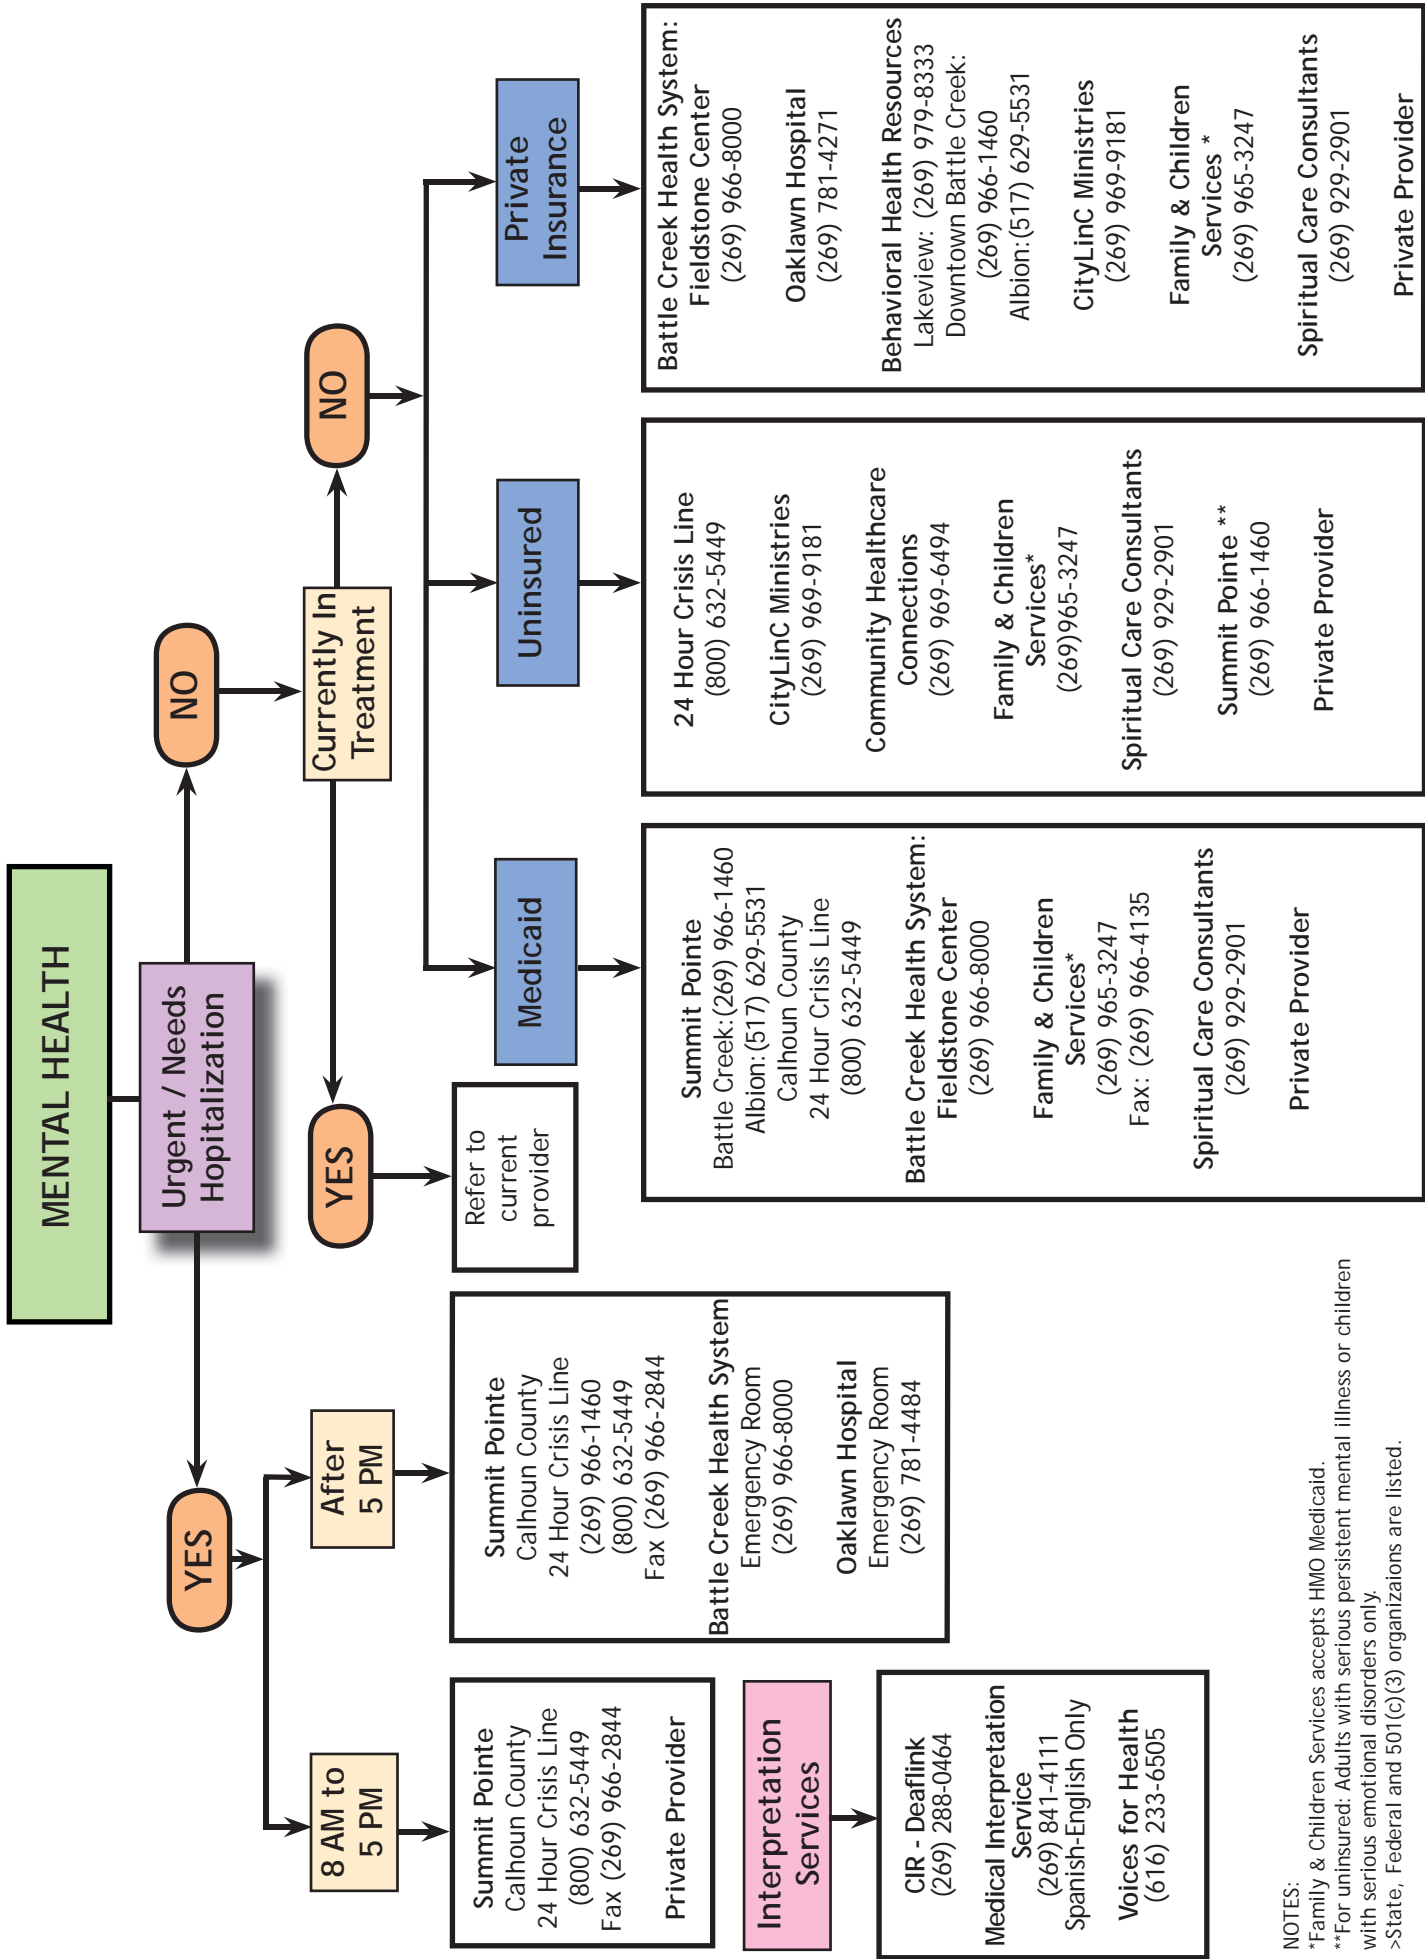 MENTAL HEALTH
Urgent / Needs
Hopitalization
YES
NO
8 AM to
5 PM
After
5 PM
Summit Pointe
Calhoun County
24 Hour Crisis Line
(800) 632-5449
Fax (269) 966-2844
Private Provider
Summit Pointe
Calhoun County
24 Hour Crisis Line
(269) 966-1460
(800) 632-5449
Fax (269) 966-2844
Battle Creek Health System
Emergency Room
(269) 966-8000
Oaklawn Hospital
Emergency Room
(269) 781-4484
Currently In
Treatment
YES
NO
Refer to
current
provider
Medicaid
Uninsured
Private
Insurance
Summit Pointe
Battle Creek:(269) 966-1460
Albion:(517) 629-5531
Calhoun County
24 Hour Crisis Line
(800) 632-5449
Battle Creek Health System:
Fieldstone Center
(269) 966-8000
Family & Children
Services*
(269) 965-3247
Fax: (269) 966-4135
Spiritual Care Consultants
(269) 929-2901
Private Provider
24 Hour Crisis Line
(800) 632-5449
CityLinC Ministries
(269) 969-9181
Community Healthcare
Connections
(269) 969-6494
Family & Children
Services*
(269)965-3247
Spiritual Care Consultants
(269) 929-2901
Summit Pointe **
(269) 966-1460
Private Provider
Battle Creek Health System:
Fieldstone Center
(269) 966-8000
Oaklawn Hospital
(269) 781-4271
Behavioral Health Resources
Lakeview: (269) 979-8333
Downtown Battle Creek:
(269) 966-1460
Albion:(517) 629-5531
CityLinC Ministries
(269) 969-9181
Family & Children
Services *
(269) 965-3247
Spiritual Care Consultants
(269) 929-2901
Private Provider
Interpretation
Services
CIR - Deaflink
(269) 288-0464
Medical Interpretation
Service
(269) 841-4111
Spanish-English Only
Voices for Health
(616) 233-6505
NOTES:
*Family & Children Services accepts HMO Medicaid.
**For uninsured: Adults with serious persistent mental illness or children
with serious emotional disorders only.
>State, Federal and 501(c)(3) organizaions are listed.